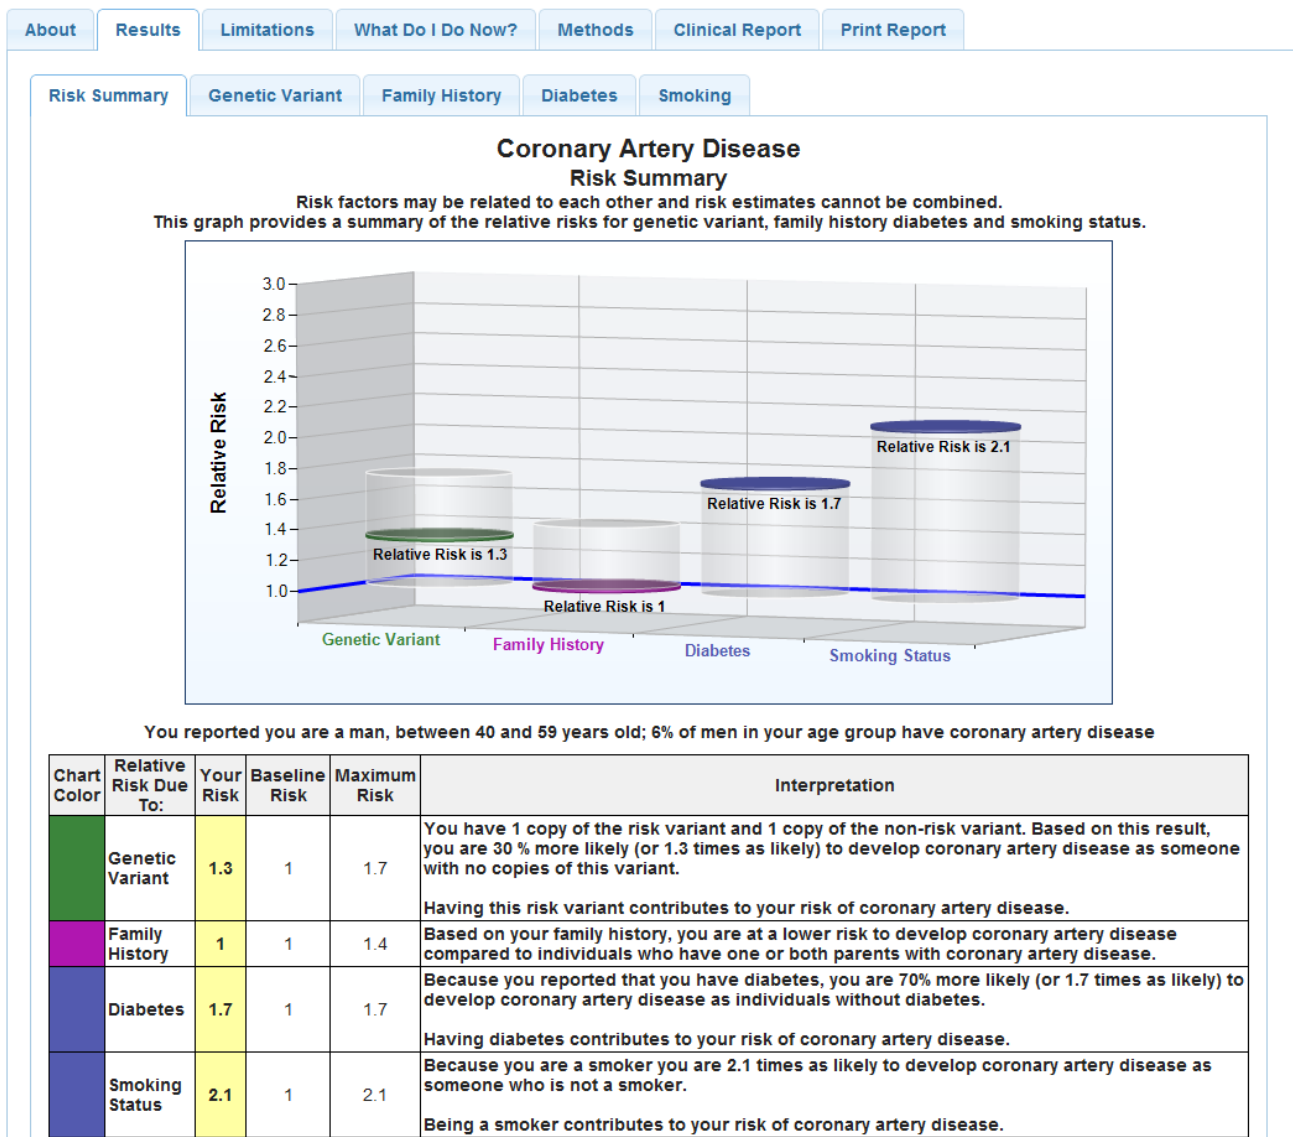 About Results Limitations What Do I Do Now? Methods Clinical Report Print Report
Risk Summary Genetic Variant Family History Diabetes Smoking
Coronary Artery Disease
Risk Summary
Risk factors may be related to each other and risk estimates cannot be combined.
This graph provides a summary of the relative risks for genetic variant, family history diabetes and smoking status.
Relative Risk
3.0
2.8
2.6
2.4
2.2
2.0
1.8
1.6
1.4
1.2
1.0
Relative Risk is 1.3
Relative Risk is 1
Relative Risk is 1.7
Relative Risk is 2.1
Genetic Variant
Family History
Diabetes
Smoking Status
You reported you are a man, between 40 and 59 years old; 6% of men in your age group have coronary artery disease
Chart Color
Relative Risk Due To:
Your Risk
Baseline Risk
Maximum Risk
Interpretation
Genetic Variant
1.3
1
1.7
You have 1 copy of the risk variant and 1 copy of the non-risk variant. Based on this result,
you are 30 % more likely (or 1.3 times as likely) to develop coronary artery disease as someone
with no copies of this variant.
Having this risk variant contributes to your risk of coronary artery disease.
Family History
1
1
1.4
Based on your family history, you are at a lower risk to develop coronary artery disease
compared to individuals who have one or both parents with coronary artery disease.
Diabetes
1.7
1
1.7
Because you reported that you have diabetes, you are 70% more likely (or 1.7 times as likely) to
develop coronary artery disease as individuals without diabetes.
Having diabetes contributes to your risk of coronary artery disease.
Smoking Status
2.1
1
2.1
Because you are a smoker you are 2.1 times as likely to develop coronary artery disease as
someone who is not a smoker.
Being a smoker contributes to your risk of coronary artery disease.